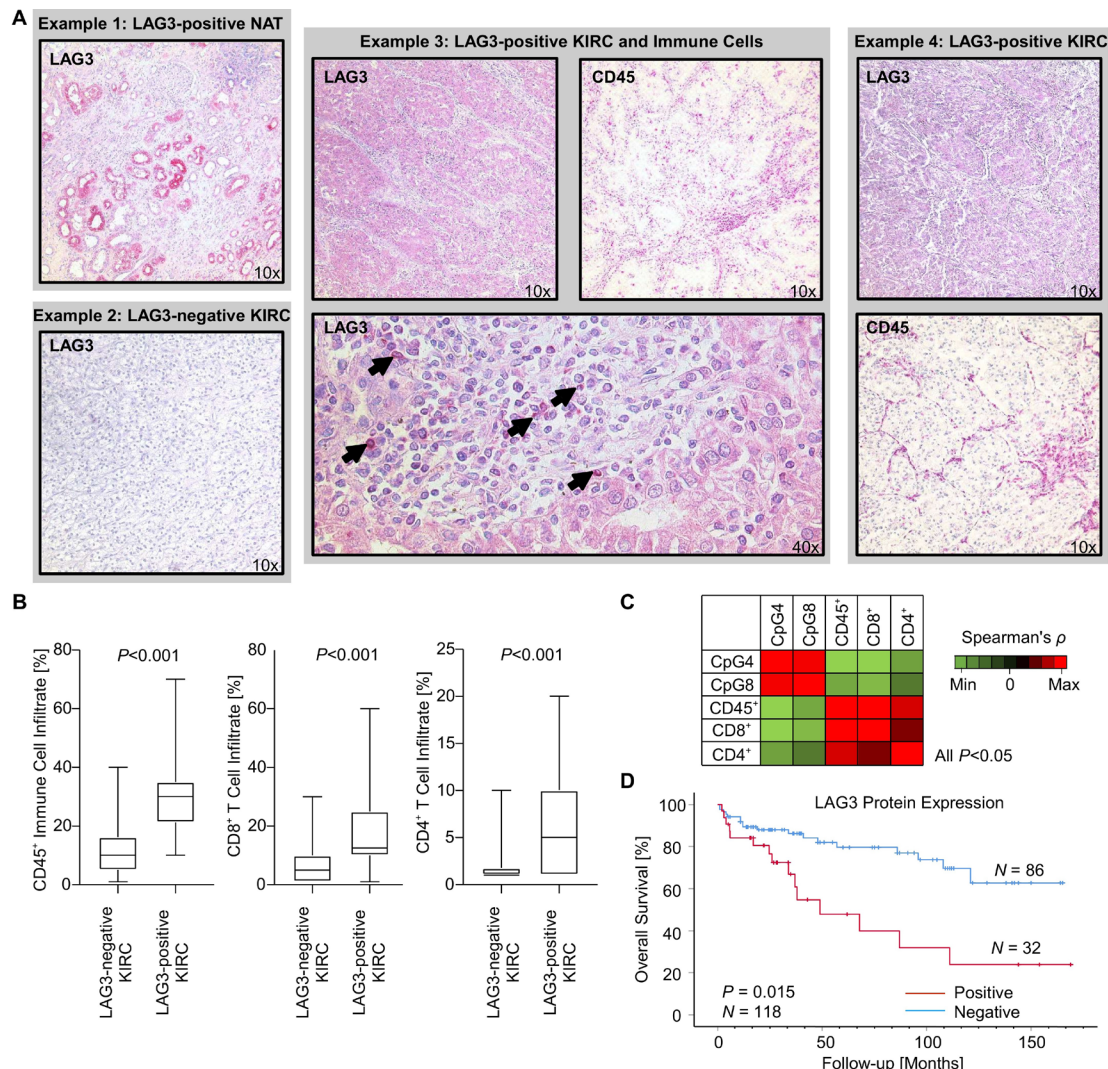 A
Example 1: LAG3-positive NAT
LAG3
10x
Example 2: LAG3-negative KIRC
LAG3
10x
Example 3: LAG3-positive KIRC and Immune Cells
LAG3
10x
CD45
10x
LAG3
40x
Example 4: LAG3-positive KIRC
LAG3
10x
CD45
10x
B
CD45⁺ Immune Cell Infiltrate [%]
80
60
40
20
0
P<0.001
LAG3-negative
KIRC
LAG3-positive
KIRC
CD8⁺ T Cell Infiltrate [%]
80
60
40
20
0
P<0.001
LAG3-negative
KIRC
LAG3-positive
KIRC
CD4⁺ T Cell Infiltrate [%]
25
20
15
10
5
0
P<0.001
LAG3-negative
KIRC
LAG3-positive
KIRC
C
CpG4 CpG8 CD45⁺ CD8⁺ CD4⁺
CpG4
CpG8
CD45⁺
CD8⁺
CD4⁺
Spearman's ρ
Min 0 Max
All P<0.05
D
LAG3 Protein Expression
Overall Survival [%]
100
80
60
40
20
0
N = 86
N = 32
P = 0.015
N = 118
Positive
Negative
0 50 100 150
Follow-up [Months]